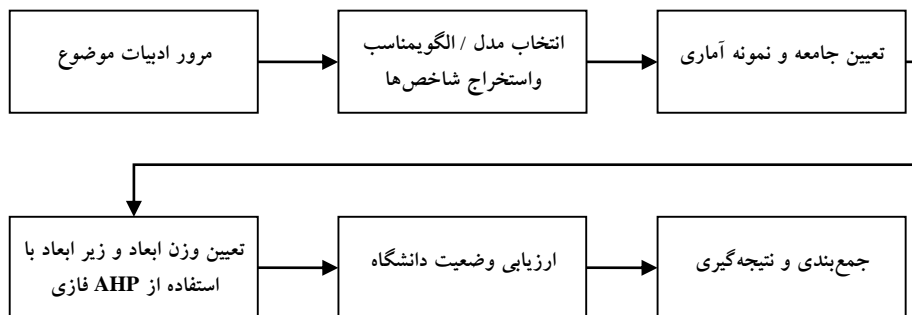 مرور ادبیات موضوع
انتخاب مدل / الگویمناسب
واستخراج شاخص‌ها
تعیین جامعه و نمونه آماری
تعیین وزن ابعاد و زیر ابعاد با
استفاده از AHP فازی
ارزیابی وضعیت دانشگاه
جمع‌بندی و نتیجه‌گیری